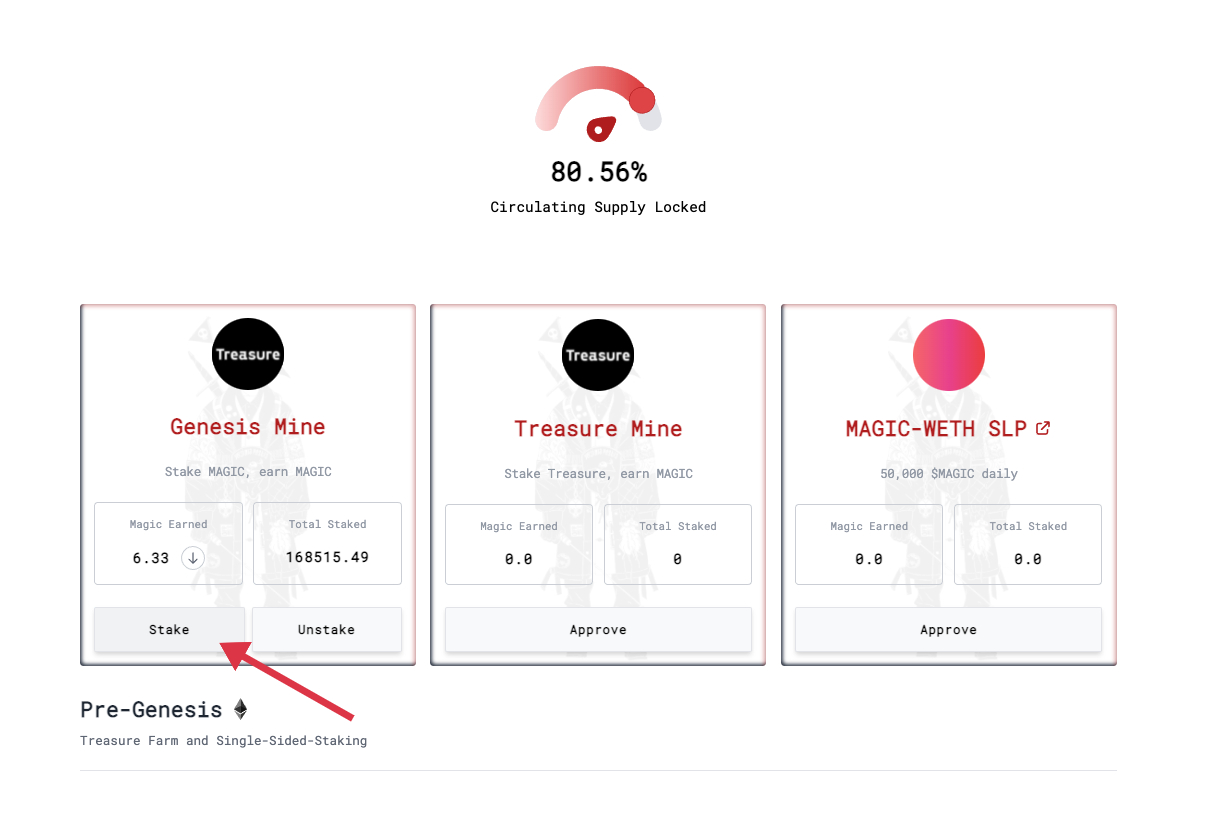 80.56%
Circulating Supply Locked
Treasure
Genesis Mine
Stake MAGIC, earn MAGIC
Magic Earned
6.33
Total Staked
168515.49
Stake
Unstake
Treasure
Treasure Mine
Stake Treasure, earn MAGIC
Magic Earned
0.0
Total Staked
0
Approve
MAGIC-WETH SLP
50,000 $MAGIC daily
Magic Earned
0.0
Total Staked
0.0
Approve
Pre-Genesis
Treasure Farm and Single-Sided-Staking